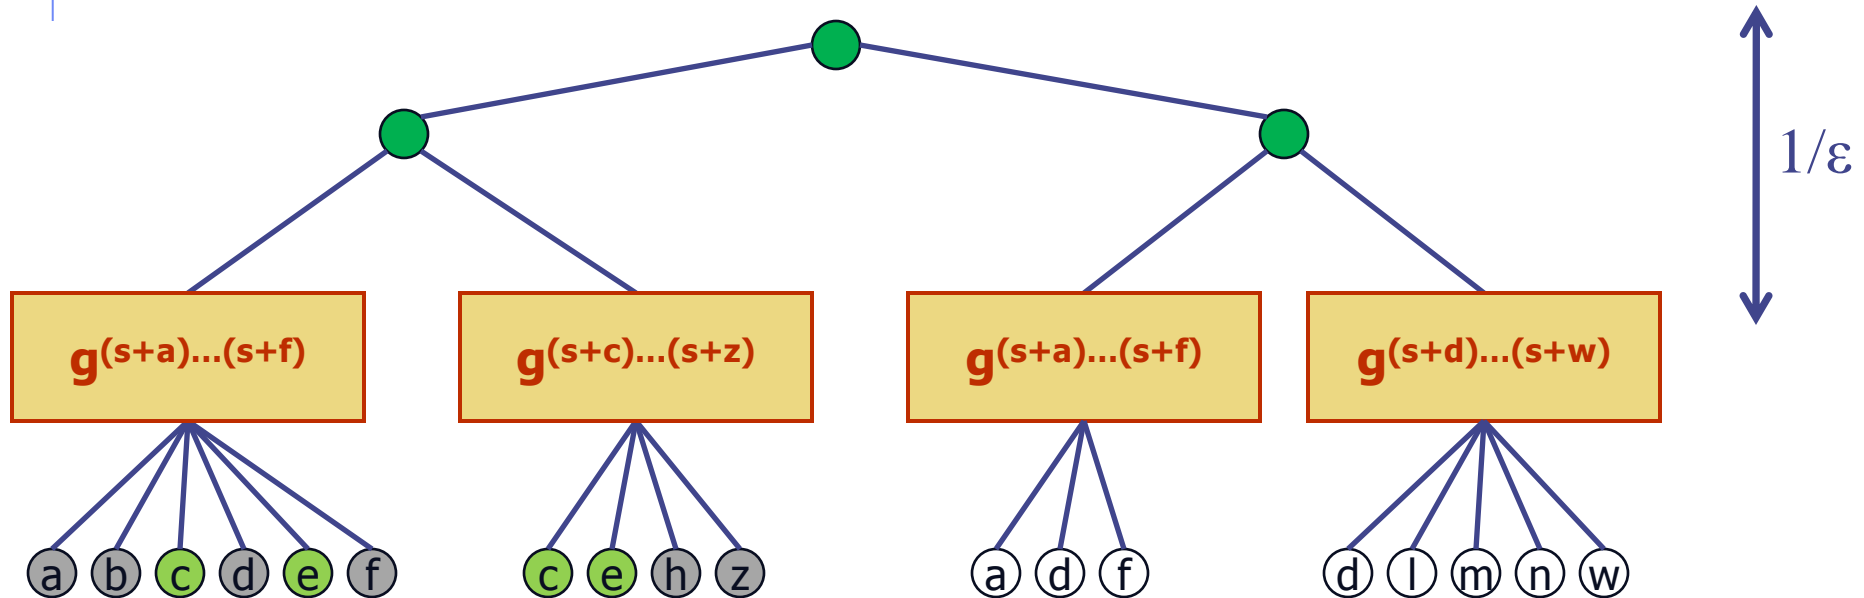 1/ε
g(s+a)...(s+f) g(s+c)...(s+z) g(s+a)...(s+f) g(s+d)...(s+w)
a b c d e f c e h z a d f d l m n w